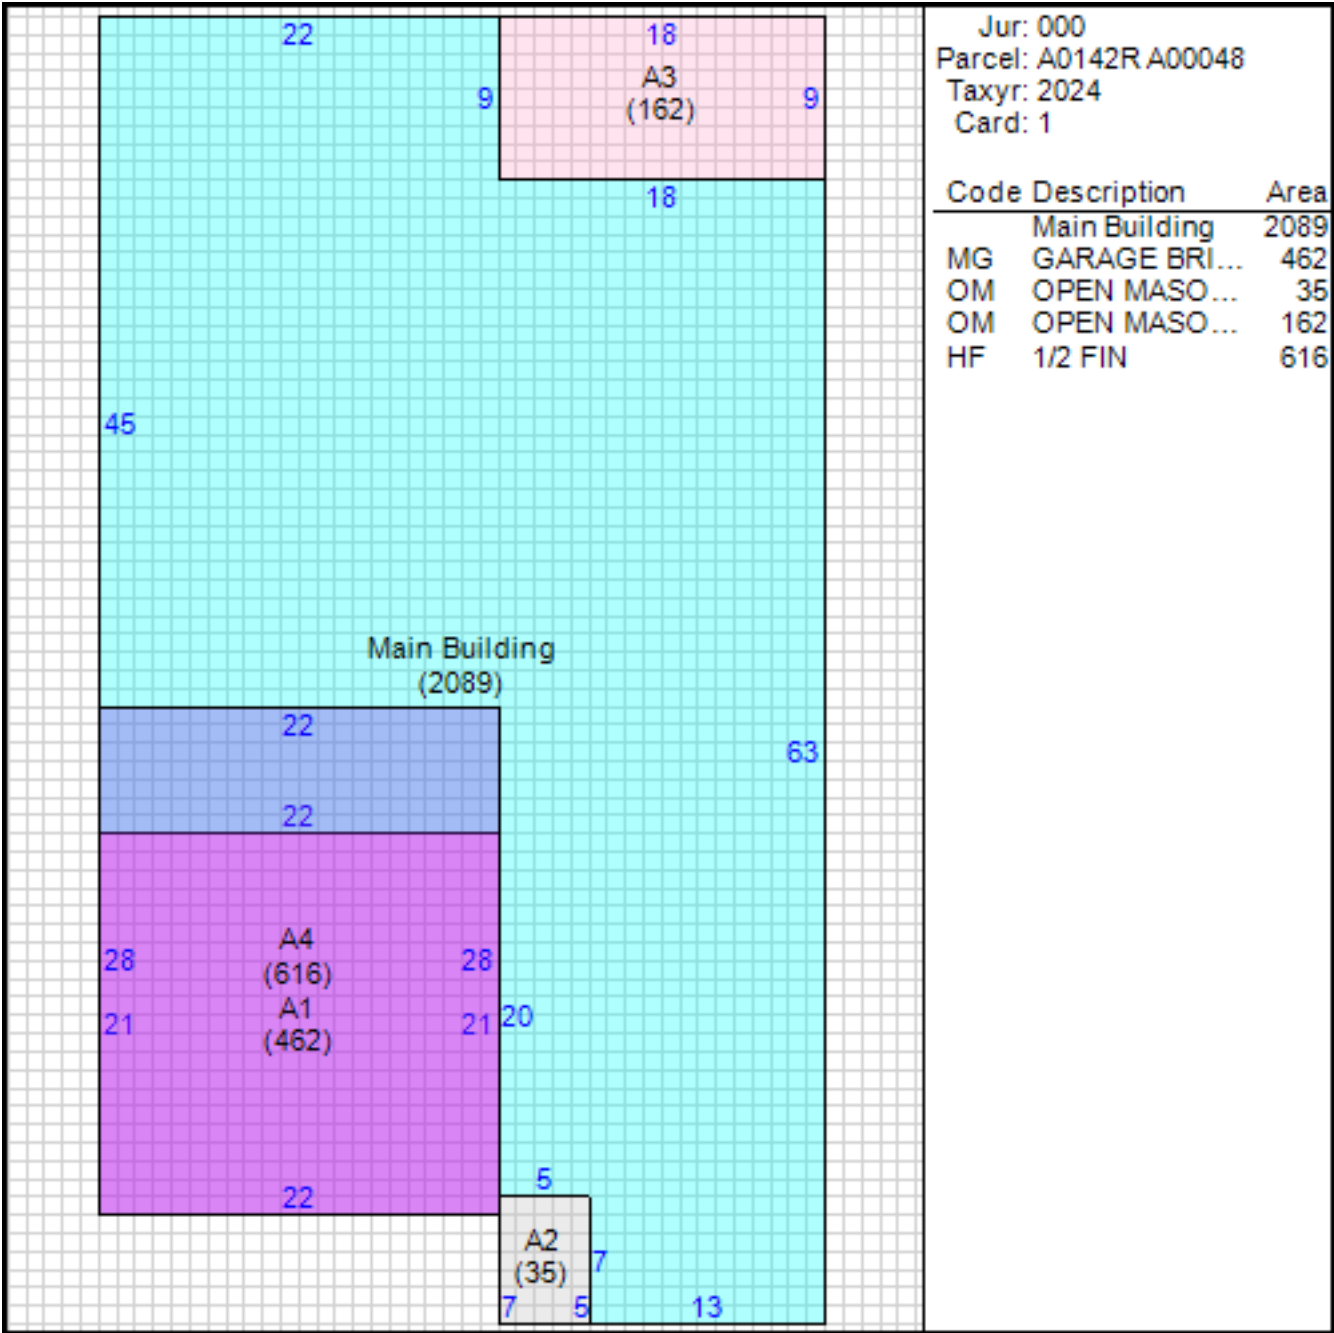 22
18
A3
(162)
9
9
18
45
Main Building
(2089)
22
63
22
A4
(616)
28
28
A1
(462)
21
21
20
5
22
A2
(35)
7
7
5
13
Jur: 000
Parcel: A0142R A00048
Taxyr: 2024
Card: 1
Code Description Area
Main Building 2089
MG GARAGE BRI... 462
OM OPEN MASO... 35
OM OPEN MASO... 162
HF 1/2 FIN 616